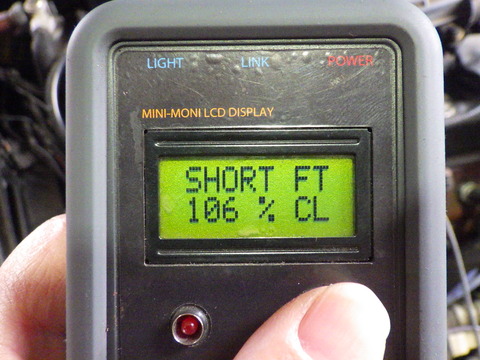 LIGHT LINK POWER
MINI-MONI LCD DISPLAY
SHORT FT
106 % CL